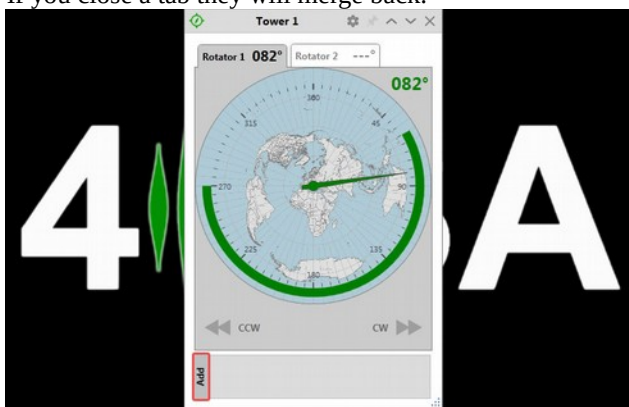 If you close a tab they will merge back.
Tower 1
Rotator 1 082° Rotator 2 ---°
082°
360
315 45
270 90
225 135
180
CCW CW
Add
4 A